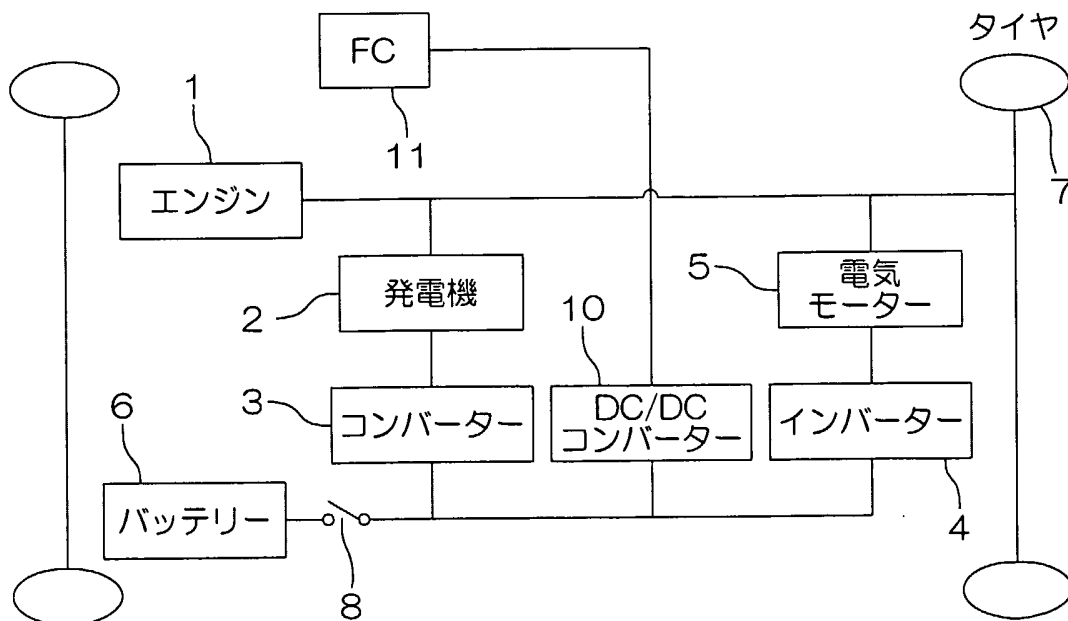 タイヤ
FC
1
11
エンジン
7
発電機
2
5
電気
モーター
10
3
コンバーター
DC/DC
コンバーター
インバーター
6
バッテリー
8
4